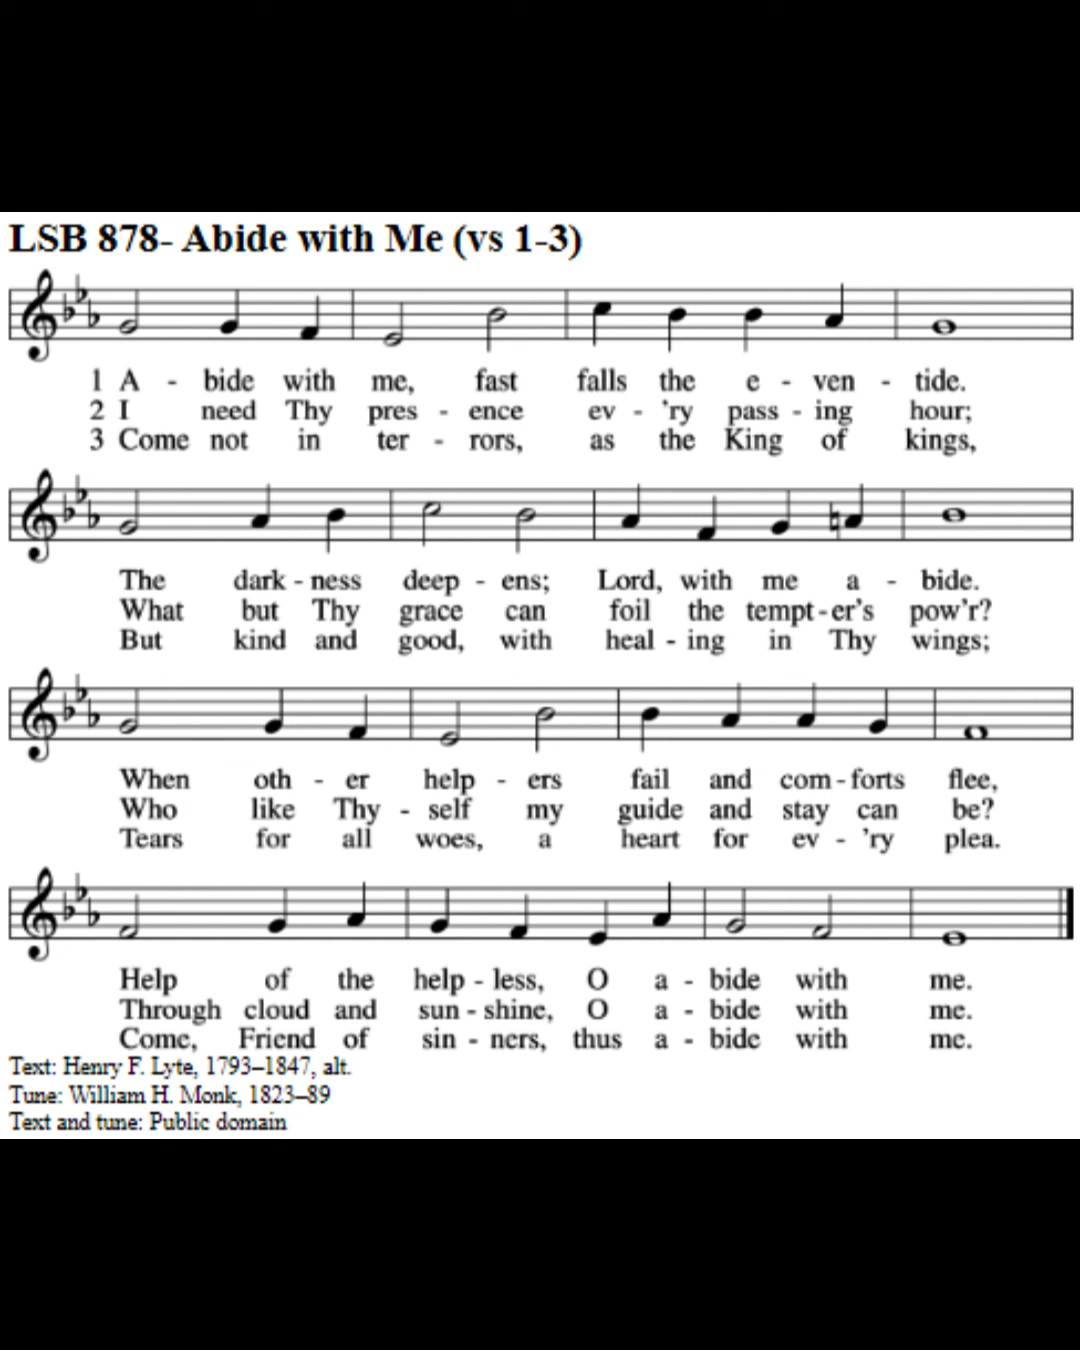 LSB 878- Abide with Me (vs 1-3)
1 A - bide with me, fast falls the e - ven - tide.
2 I need Thy pres - ence ev - 'ry pass - ing hour;
3 Come not in ter - rors, as the King of kings,
The dark - ness deep - ens; Lord, with me a - bide.
What but Thy grace can foil the tempt - er's pow'r?
But kind and good, with heal - ing in Thy wings;
When oth - er help - ers fail and com - forts flee,
Who like Thy - self my guide and stay can be?
Tears for all woes, a heart for ev - 'ry plea.
Help of the help - less, O a - bide with me.
Through cloud and sun - shine, O a - bide with me.
Come, Friend of sin - ners, thus a - bide with me.
Text: Henry F. Lyte, 1793–1847, alt.
Tune: William H. Monk, 1823–89
Text and tune: Public domain